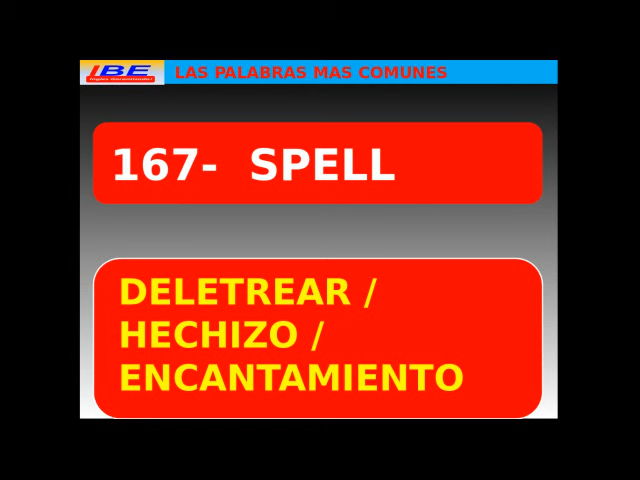 IBE
LAS PALABRAS MAS COMUNES
167- SPELL
DELETREAR /
HECHIZO /
ENCANTAMIENTO